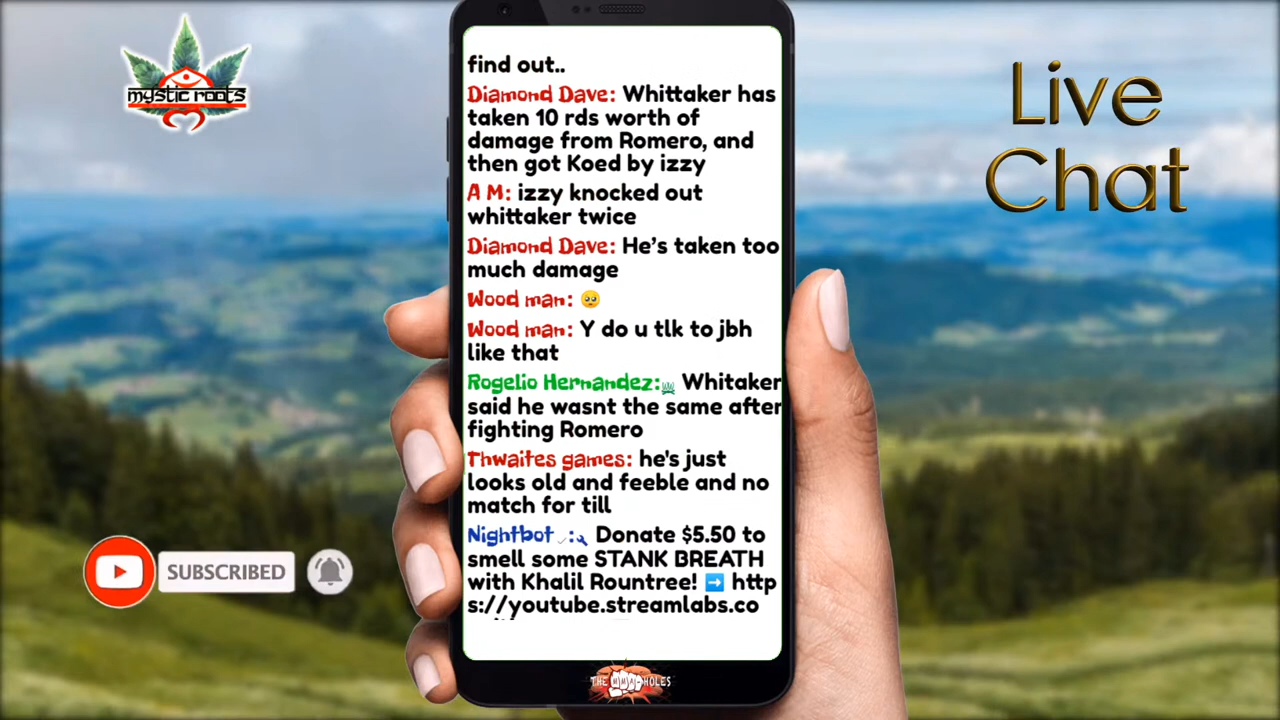 mystic roots
Live
Chat
find out..
Diamond Dave: Whittaker has
taken 10 rds worth of
damage from Romero, and
then got Koed by izzy
A M: izzy knocked out
whittaker twice
Diamond Dave: He's taken too
much damage
Wood man: 🥺
Wood man: Y do u tlk to jbh
like that
Rogelio Hernandez: Whitaker
said he wasnt the same after
fighting Romero
Thwaites games: he's just
looks old and feeble and no
match for till
Nightbot : Donate $5.50 to
smell some STANK BREATH
with Khalil Rountree! ➡️ http
s://youtube.streamlabs.co
SUBSCRIBED
THE MMA-HOLES